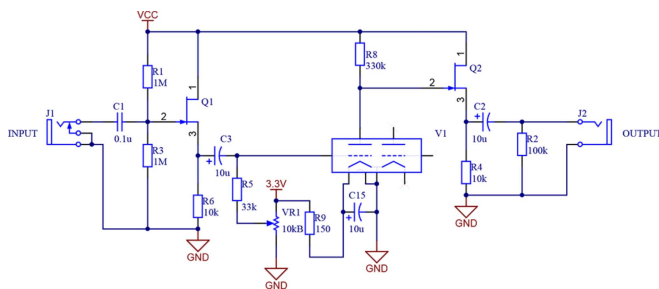 VCC
R1
1M
R8
330k
1
Q2
2
3
1
Q1
2
3
J1
INPUT
C1
0.1u
R3
1M
C3
10u
V1
C2
10u
J2
OUTPUT
R2
100k
R4
10k
GND
R5
33k
3.3V
C15
10u
R9
150
VR1
10kB
R6
10k
GND
GND
GND